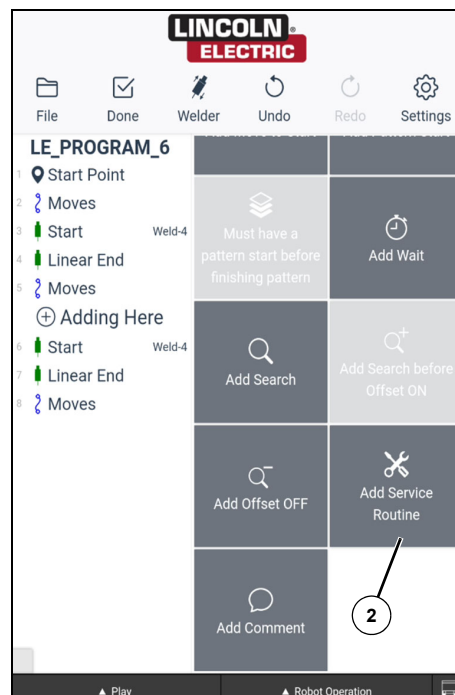 LINCOLN ®
ELECTRIC
File Done Welder Undo Redo Settings
LE_PROGRAM_6
1 Start Point
2 Moves
3 Start Weld-4
4 Linear End
5 Moves
Adding Here
6 Start Weld-4
7 Linear End
8 Moves
Must have a
pattern start before
finishing pattern
Add Wait
Add Search
Add Search before
Offset ON
Add Offset OFF
Add Service
Routine
2
Add Comment
▲ Play ▲ Robot Operation